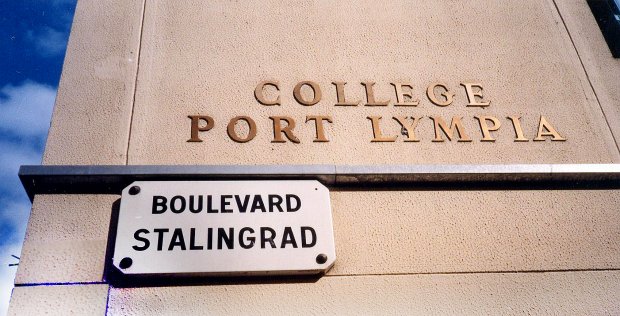 COLLEGE
PORT LYMPIA
BOULEVARD
STALINGRAD